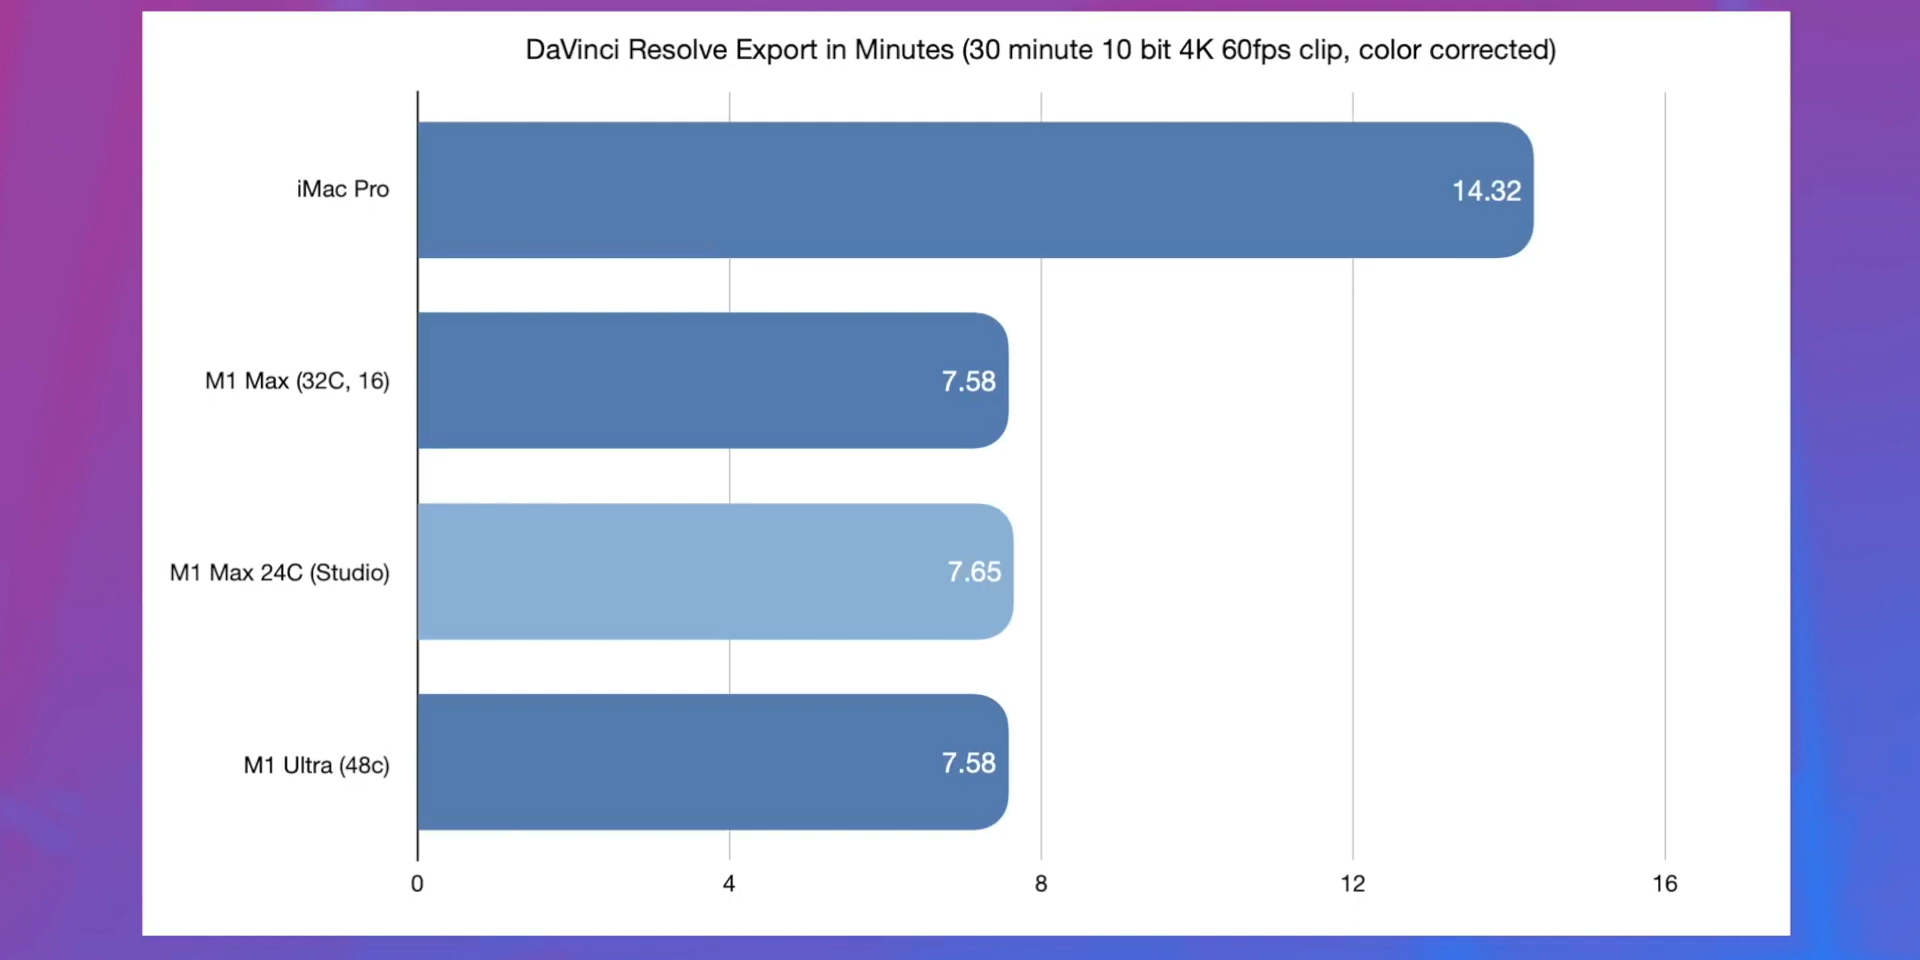 DaVinci Resolve Export in Minutes (30 minute 10 bit 4K 60fps clip, color corrected)
iMac Pro
14.32
M1 Max (32C, 16)
7.58
M1 Max 24C (Studio)
7.65
M1 Ultra (48c)
7.58
0 4 8 12 16